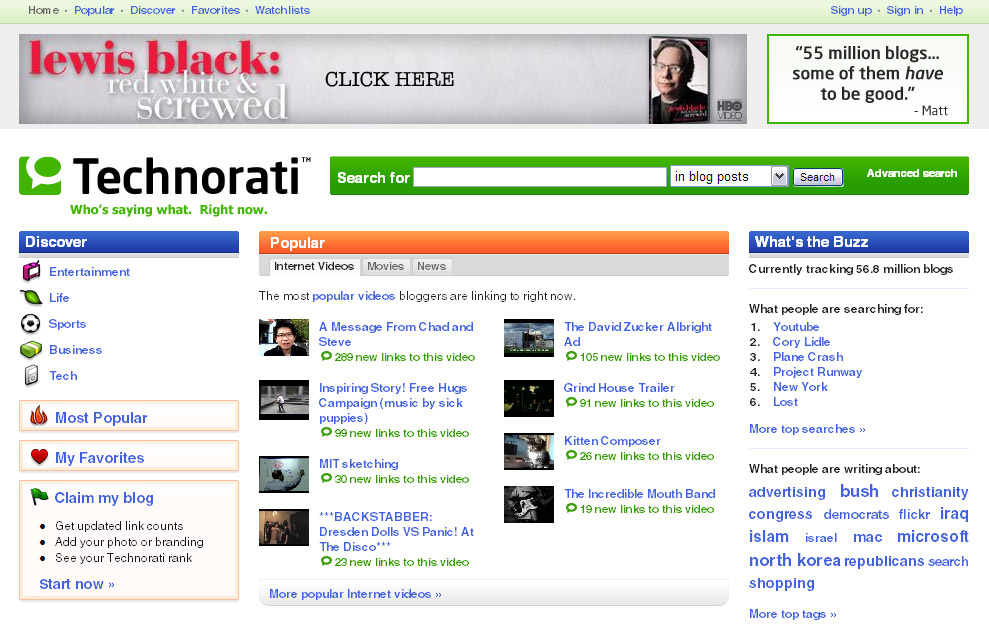 Home · Popular · Discover · Favorites · Watchlists
Sign up · Sign in · Help
lewis black:
red, white &
screwed
CLICK HERE
HBO
VIDEO
"55 million blogs...
some of them have
to be good."
- Matt
Technorati™
Who's saying what. Right now.
Search for
in blog posts
Search
Advanced search
Discover
Entertainment
Life
Sports
Business
Tech
Most Popular
My Favorites
Claim my blog
• Get updated link counts
• Add your photo or branding
• See your Technorati rank
Start now »
Popular
Internet Videos
Movies
News
The most popular videos bloggers are linking to right now.
A Message From Chad and
Steve
289 new links to this video
Inspiring Story! Free Hugs
Campaign (music by sick
puppies)
99 new links to this video
MIT sketching
30 new links to this video
***BACKSTABBER:
Dresden Dolls VS Panic! At
The Disco***
23 new links to this video
The David Zucker Albright
Ad
105 new links to this video
Grind House Trailer
91 new links to this video
Kitten Composer
26 new links to this video
The Incredible Mouth Band
19 new links to this video
More popular Internet videos »
What's the Buzz
Currently tracking 56.8 million blogs
What people are searching for:
1. Youtube
2. Cory Lidle
3. Plane Crash
4. Project Runway
5. New York
6. Lost
More top searches »
What people are writing about:
advertising bush christianity
congress democrats flickr iraq
islam israel mac microsoft
north korea republicans search
shopping
More top tags »